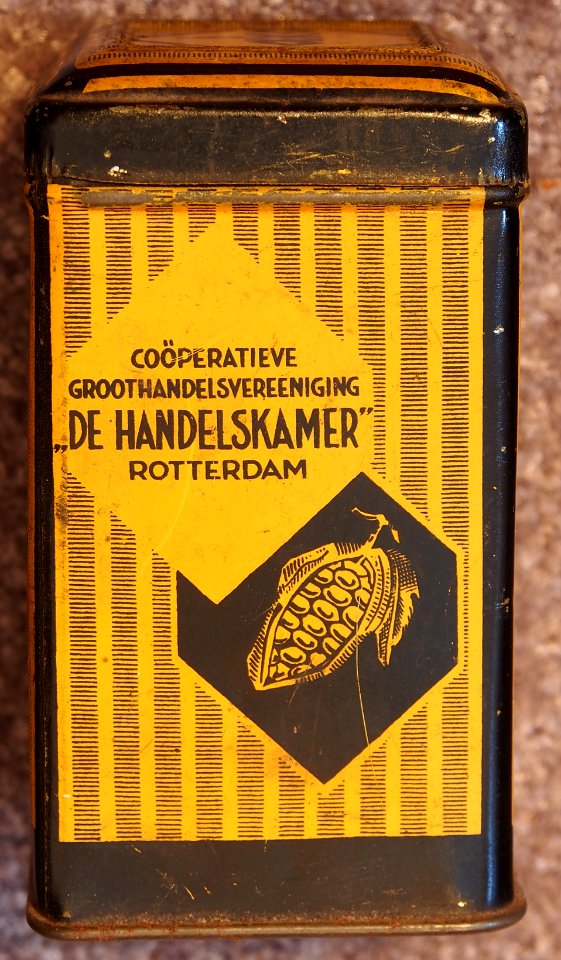 COÖPERATIEVE
GROOTHANDELSVEREENIGING
„DE HANDELSKAMER”
ROTTERDAM